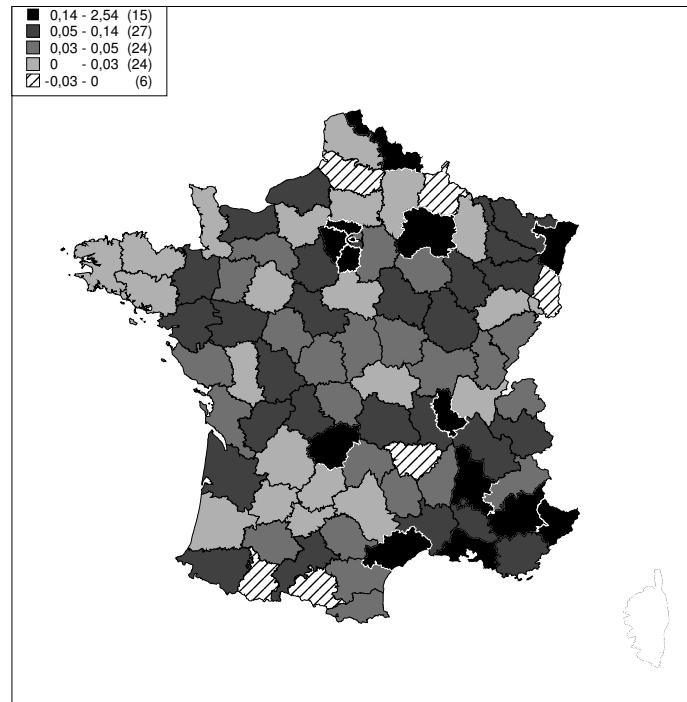 0,14 - 2,54 (15)
0,05 - 0,14 (27)
0,03 - 0,05 (24)
0 - 0,03 (24)
-0,03 - 0 (6)